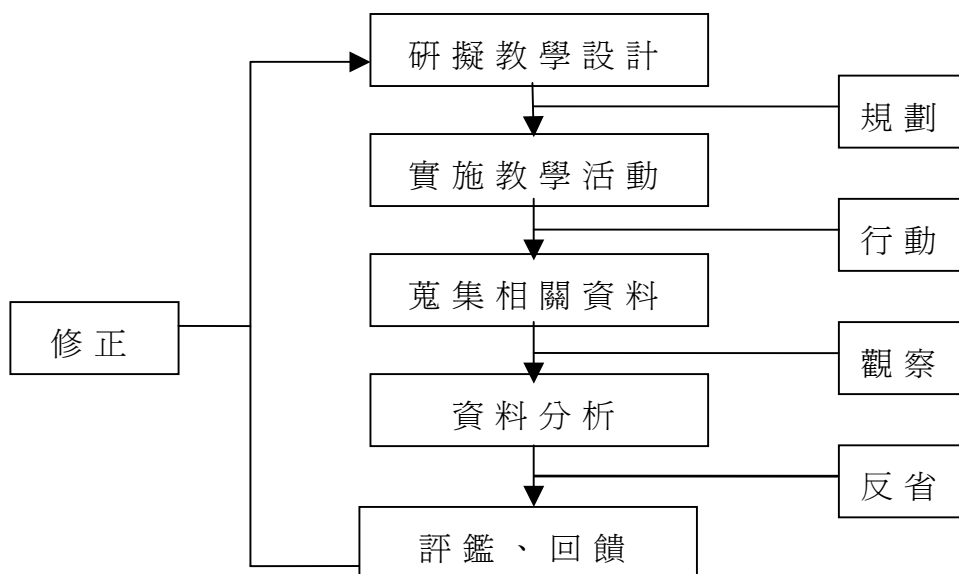 研擬教學設計
規劃
實施教學活動
行動
蒐集相關資料
修正
觀察
資料分析
反省
評鑑、回饋